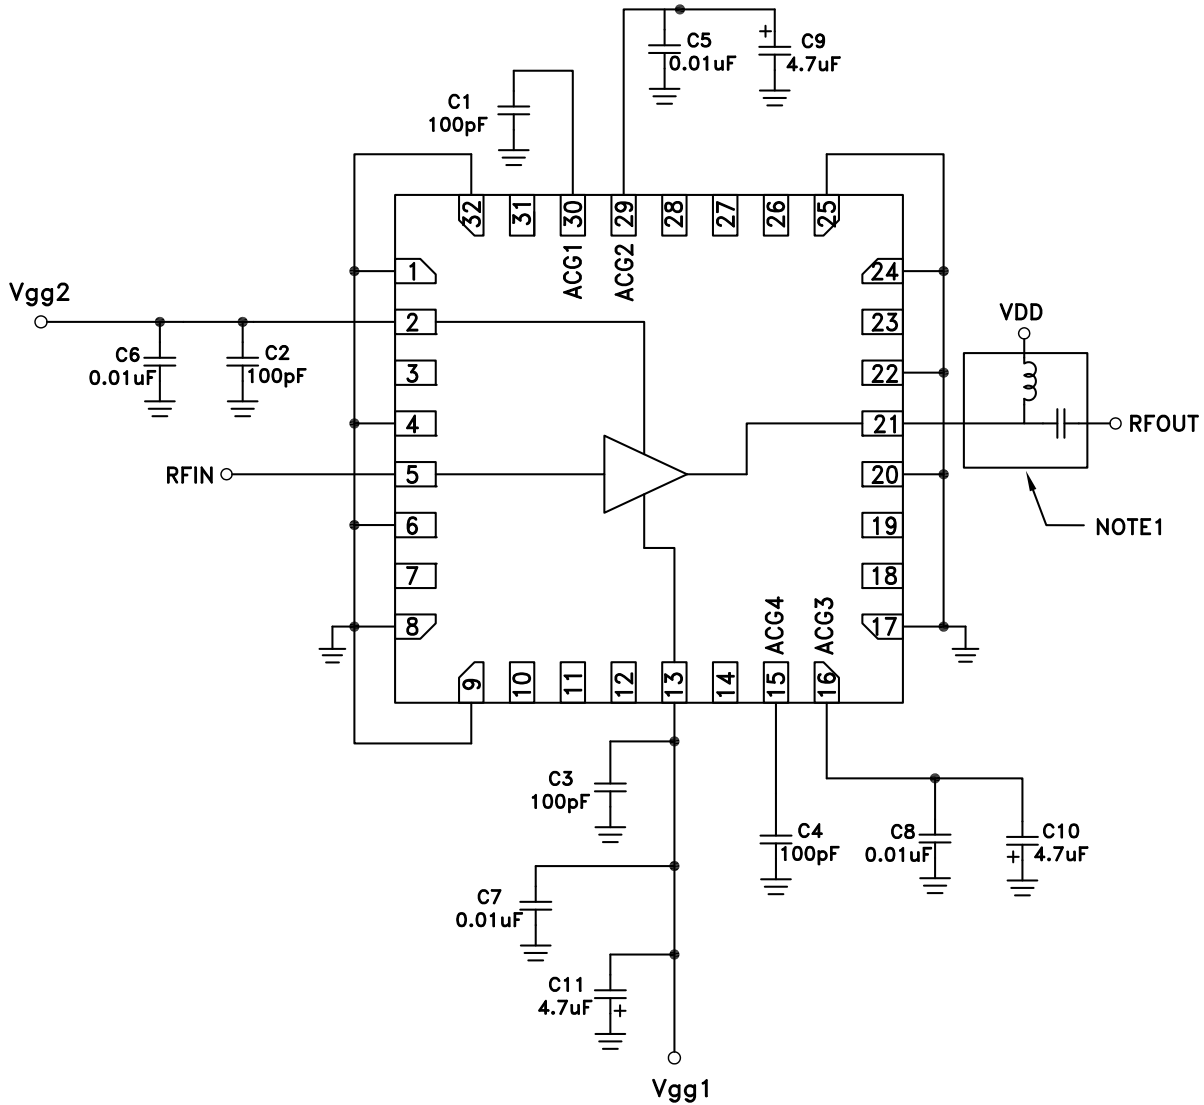 C5
0.01uF
+
C9
4.7uF
C1
100pF
32
31
30
29
28
27
26
25
ACG1
ACG2
1
24
Vgg2
2
23
VDD
C6
0.01uF
C2
100pF
3
22
4
21
RFOUT
RFIN
5
20
6
19
NOTE1
7
18
8
17
ACG4
ACG3
9
10
11
12
13
14
15
16
C3
100pF
C4
100pF
C8
0.01uF
C10
+
4.7uF
C7
0.01uF
C11
4.7uF
+
Vgg1